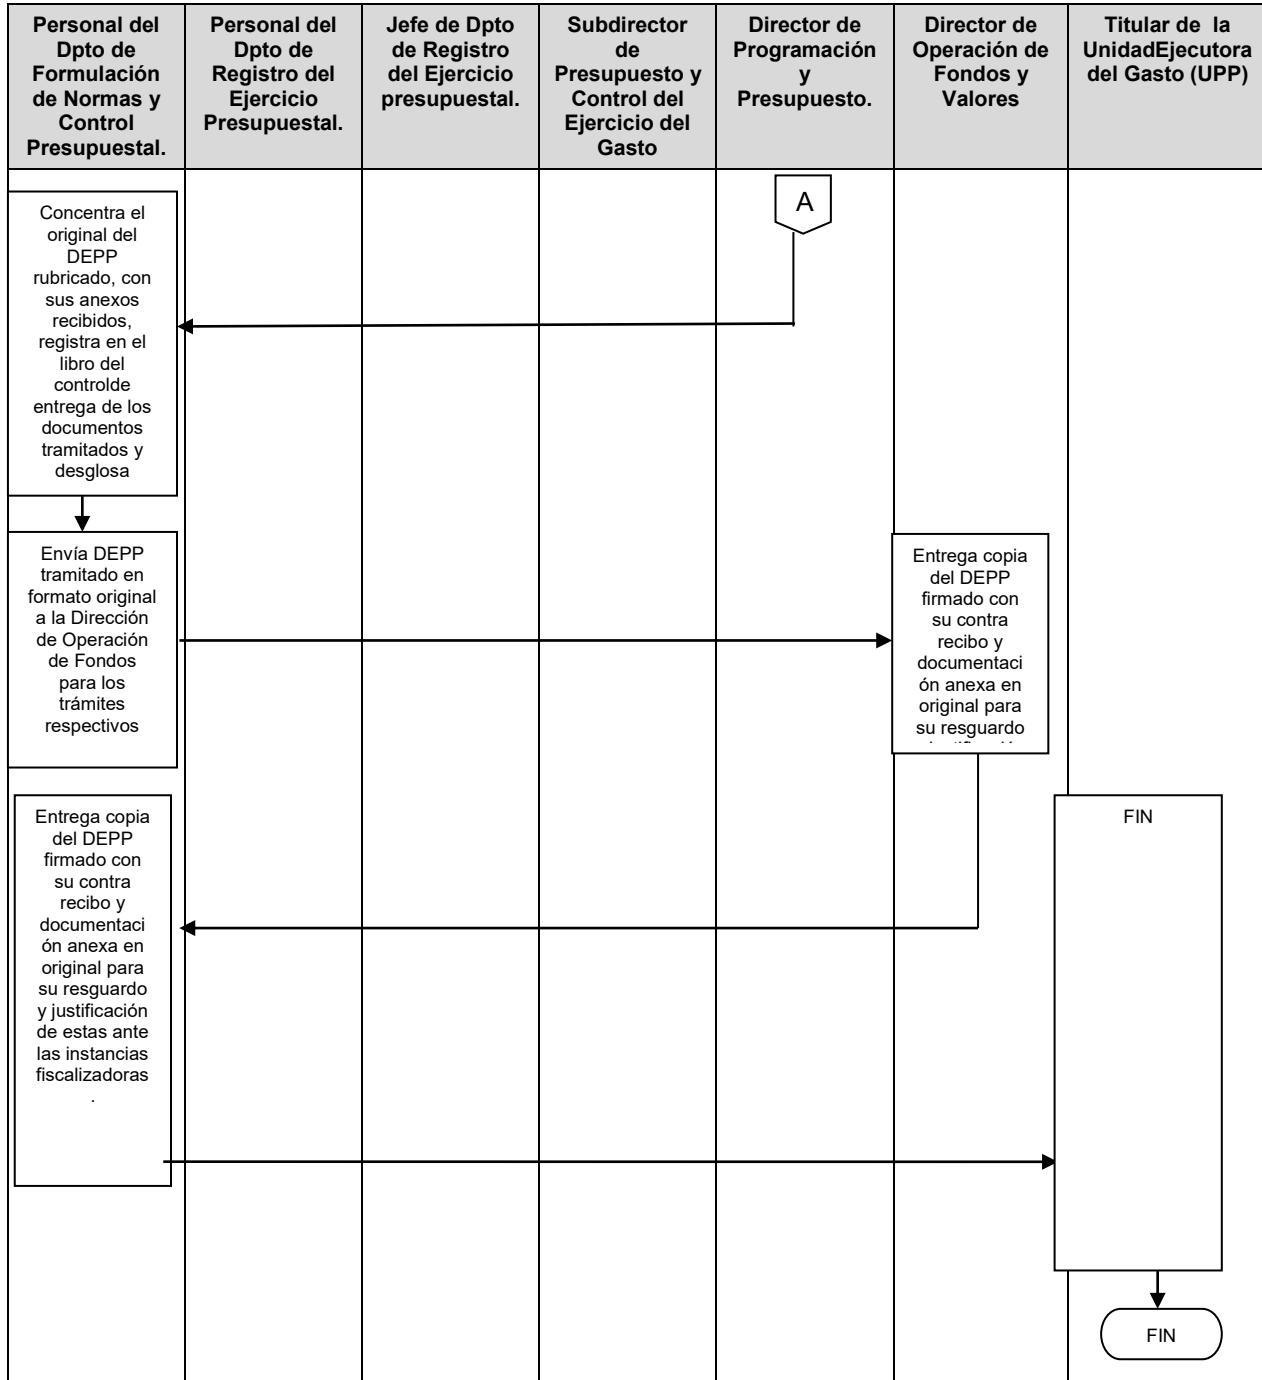 Personal del
Dpto de
Formulación
de Normas y
Control
Presupuestal.
Personal del
Dpto de
Registro del
Ejercicio
Presupuestal.
Jefe de Dpto
de Registro
del Ejercicio
presupuestal.
Subdirector
de
Presupuesto y
Control del
Ejercicio del
Gasto
Director de
Programación
y
Presupuesto.
Director de
Operación de
Fondos y
Valores
Titular de la
UnidadEjecutora
del Gasto (UPP)
A
Concentra el
original del
DEPP
rubricado, con
sus anexos
recibidos,
registra en el
libro del
controlde
entrega de los
documentos
tramitados y
desglosa
Envía DEPP
tramitado en
formato original
a la Dirección
de Operación
de Fondos
para los
trámites
respectivos
Entrega copia
del DEPP
firmado con
su contra
recibo y
documentaci
ón anexa en
original para
su resguardo
Entrega copia
del DEPP
firmado con
su contra
recibo y
documentaci
ón anexa en
original para
su resguardo
y justificación
de estas ante
las instancias
fiscalizadoras
.
FIN
FIN